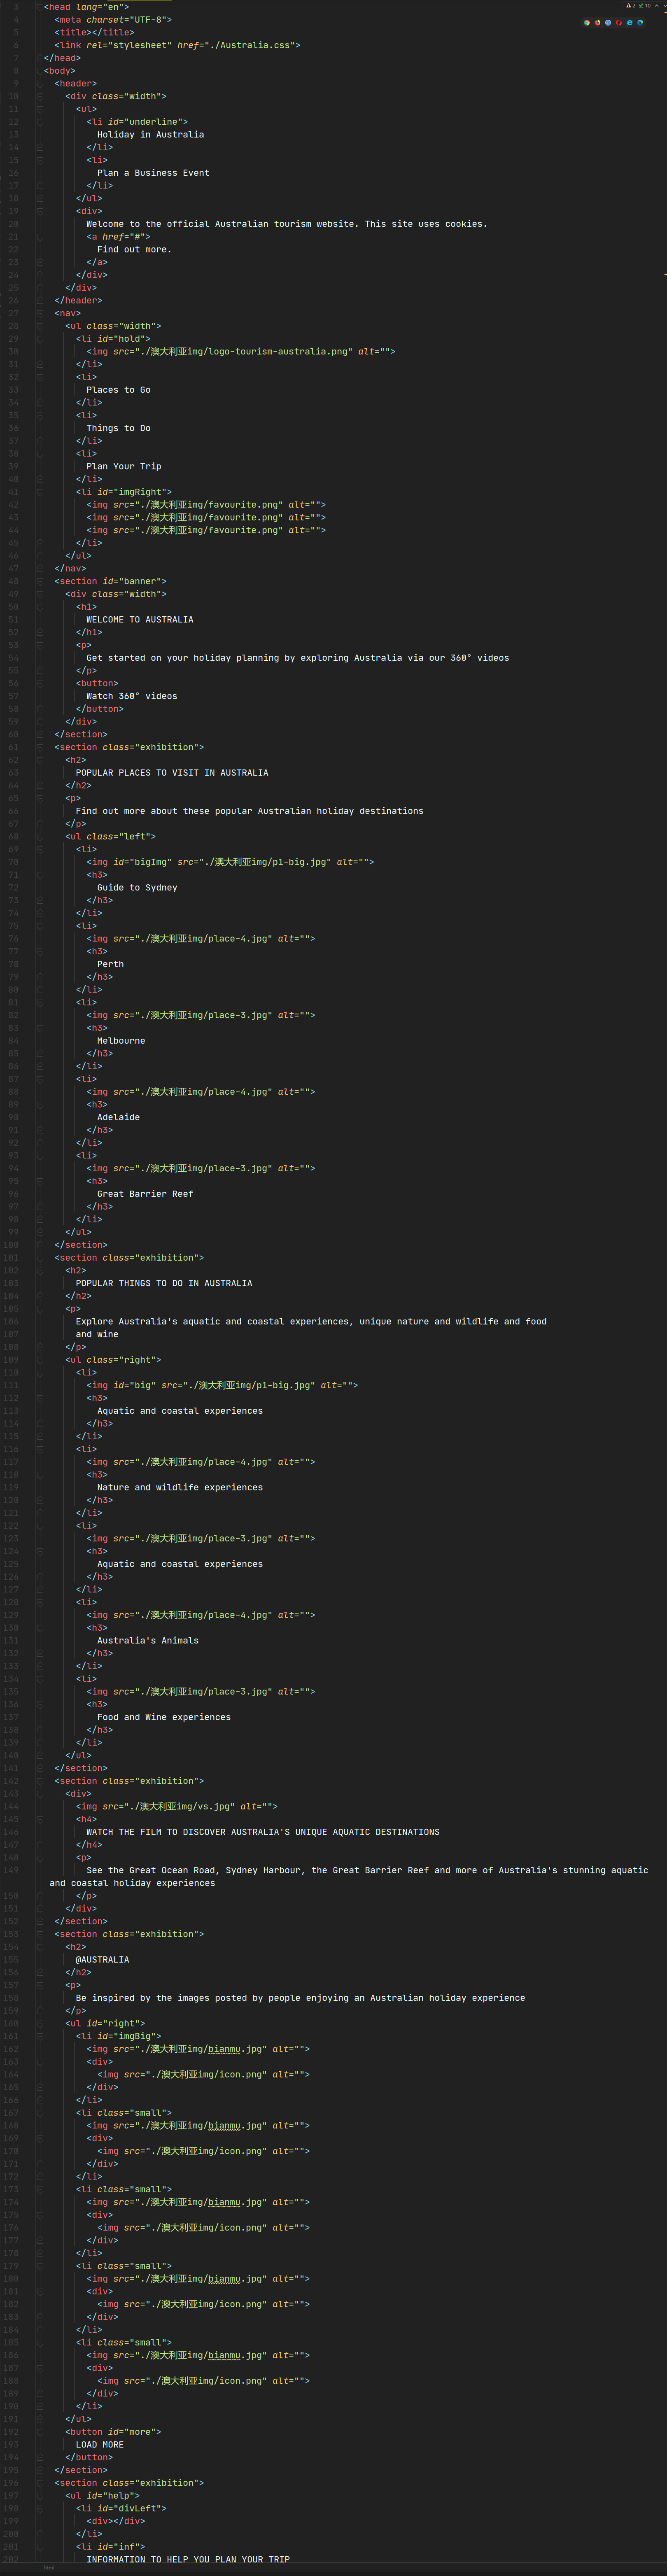 2 10
3 <head lang="en">
4 <meta charset="UTF-8">
5 <title></title>
6 <link rel="stylesheet" href="./Australia.css">
7 </head>
8 <body>
9 <header>
10 <div class="width">
11 <ul>
12 <li id="underline">
13 Holiday in Australia
14 </li>
15 <li>
16 Plan a Business Event
17 </li>
18 </ul>
19 <div>
20 Welcome to the official Australian tourism website. This site uses cookies.
21 <a href="#">
22 Find out more.
23 </a>
24 </div>
25 </div>
26 </header>
27 <nav>
28 <ul class="width">
29 <li id="hold">
30 <img src="./澳大利亚img/logo-tourism-australia.png" alt="">
31 </li>
32 <li>
33 Places to Go
34 </li>
35 <li>
36 Things to Do
37 </li>
38 <li>
39 Plan Your Trip
40 </li>
41 <li id="imgRight">
42 <img src="./澳大利亚img/favourite.png" alt="">
43 <img src="./澳大利亚img/favourite.png" alt="">
44 <img src="./澳大利亚img/favourite.png" alt="">
45 </li>
46 </ul>
47 </nav>
48 <section id="banner">
49 <div class="width">
50 <h1>
51 WELCOME TO AUSTRALIA
52 </h1>
53 <p>
54 Get started on your holiday planning by exploring Australia via our 360° videos
55 </p>
56 <button>
57 Watch 360° videos
58 </button>
59 </div>
60 </section>
61 <section class="exhibition">
62 <h2>
63 POPULAR PLACES TO VISIT IN AUSTRALIA
64 </h2>
65 <p>
66 Find out more about these popular Australian holiday destinations
67 </p>
68 <ul class="left">
69 <li>
70 <img id="bigImg" src="./澳大利亚img/p1-big.jpg" alt="">
71 <h3>
72 Guide to Sydney
73 </h3>
74 </li>
75 <li>
76 <img src="./澳大利亚img/place-4.jpg" alt="">
77 <h3>
78 Perth
79 </h3>
80 </li>
81 <li>
82 <img src="./澳大利亚img/place-3.jpg" alt="">
83 <h3>
84 Melbourne
85 </h3>
86 </li>
87 <li>
88 <img src="./澳大利亚img/place-4.jpg" alt="">
89 <h3>
90 Adelaide
91 </h3>
92 </li>
93 <li>
94 <img src="./澳大利亚img/place-3.jpg" alt="">
95 <h3>
96 Great Barrier Reef
97 </h3>
98 </li>
99 </ul>
100 </section>
101 <section class="exhibition">
102 <h2>
103 POPULAR THINGS TO DO IN AUSTRALIA
104 </h2>
105 <p>
106 Explore Australia's aquatic and coastal experiences, unique nature and wildlife and food
107 and wine
108 </p>
109 <ul class="right">
110 <li>
111 <img id="big" src="./澳大利亚img/p1-big.jpg" alt="">
112 <h3>
113 Aquatic and coastal experiences
114 </h3>
115 </li>
116 <li>
117 <img src="./澳大利亚img/place-4.jpg" alt="">
118 <h3>
119 Nature and wildlife experiences
120 </h3>
121 </li>
122 <li>
123 <img src="./澳大利亚img/place-3.jpg" alt="">
124 <h3>
125 Aquatic and coastal experiences
126 </h3>
127 </li>
128 <li>
129 <img src="./澳大利亚img/place-4.jpg" alt="">
130 <h3>
131 Australia's Animals
132 </h3>
133 </li>
134 <li>
135 <img src="./澳大利亚img/place-3.jpg" alt="">
136 <h3>
137 Food and Wine experiences
138 </h3>
139 </li>
140 </ul>
141 </section>
142 <section class="exhibition">
143 <div>
144 <img src="./澳大利亚img/vs.jpg" alt="">
145 <h4>
146 WATCH THE FILM TO DISCOVER AUSTRALIA'S UNIQUE AQUATIC DESTINATIONS
147 </h4>
148 <p>
149 See the Great Ocean Road, Sydney Harbour, the Great Barrier Reef and more of Australia's stunning aquatic
and coastal holiday experiences
150 </p>
151 </div>
152 </section>
153 <section class="exhibition">
154 <h2>
155 @AUSTRALIA
156 </h2>
157 <p>
158 Be inspired by the images posted by people enjoying an Australian holiday experience
159 </p>
160 <ul id="right">
161 <li id="imgBig">
162 <img src="./澳大利亚img/bianmu.jpg" alt="">
163 <div>
164 <img src="./澳大利亚img/icon.png" alt="">
165 </div>
166 </li>
167 <li class="small">
168 <img src="./澳大利亚img/bianmu.jpg" alt="">
169 <div>
170 <img src="./澳大利亚img/icon.png" alt="">
171 </div>
172 </li>
173 <li class="small">
174 <img src="./澳大利亚img/bianmu.jpg" alt="">
175 <div>
176 <img src="./澳大利亚img/icon.png" alt="">
177 </div>
178 </li>
179 <li class="small">
180 <img src="./澳大利亚img/bianmu.jpg" alt="">
181 <div>
182 <img src="./澳大利亚img/icon.png" alt="">
183 </div>
184 </li>
185 <li class="small">
186 <img src="./澳大利亚img/bianmu.jpg" alt="">
187 <div>
188 <img src="./澳大利亚img/icon.png" alt="">
189 </div>
190 </li>
191 </ul>
192 <button id="more">
193 LOAD MORE
194 </button>
195 </section>
196 <section class="exhibition">
197 <ul id="help">
198 <li id="divLeft">
199 <div></div>
200 </li>
201 <li id="inf">
202 INFORMATION TO HELP YOU PLAN YOUR TRIP
html